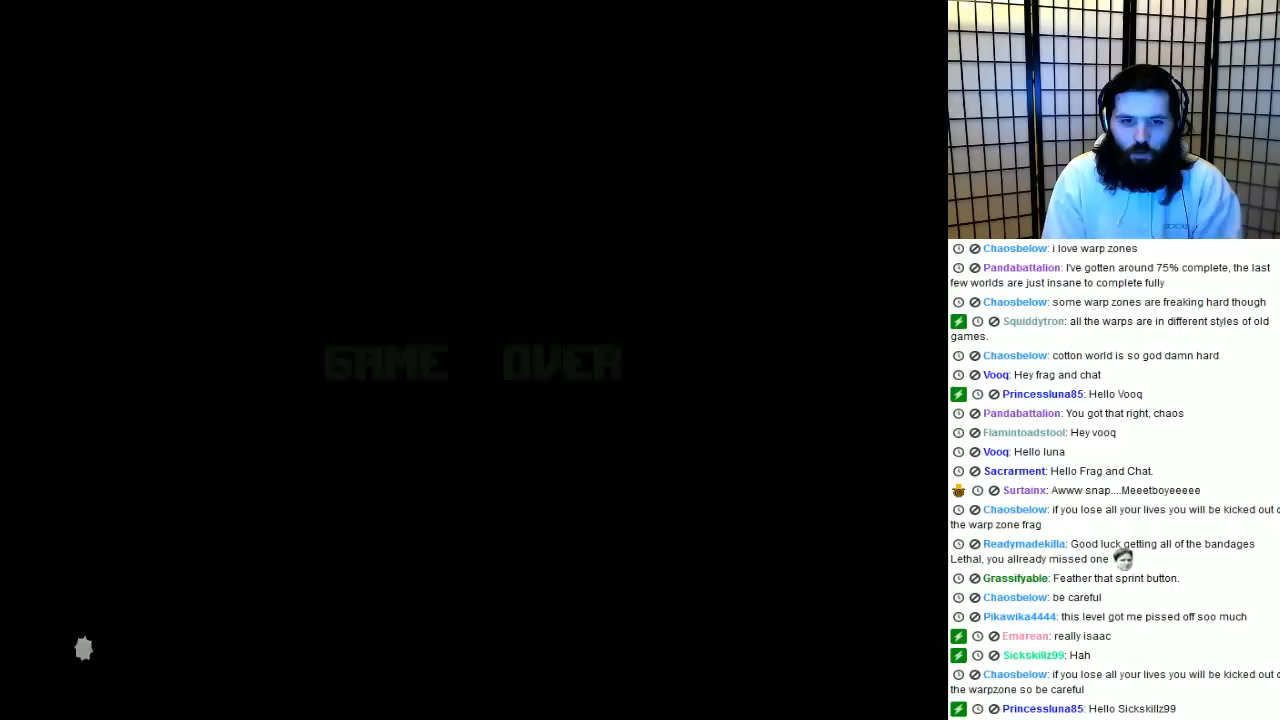 GAME OVER
Chaosbelow: i love warp zones
Pandabattalion: I've gotten around 75% complete, the last
few worlds are just insane to complete fully
Chaosbelow: some warp zones are freaking hard though
Squiddytron: all the warps are in different styles of old
games.
Chaosbelow: cotton world is so god damn hard
Vooq: Hey frag and chat
Princessluna85: Hello Vooq
Pandabattalion: You got that right, chaos
Flamintoadstool: Hey vooq
Vooq: Hello luna
Sacrarment: Hello Frag and Chat.
Surtainx: Awww snap....Meeetboyeeeee
Chaosbelow: if you lose all your lives you will be kicked out o
the warp zone frag
Readymadekilla: Good luck getting all of the bandages
Lethal, you allready missed one
Grassifyable: Feather that sprint button.
Chaosbelow: be careful
Pikawika4444: this level got me pissed off soo much
Emarean: really isaac
Sickskillz99: Hah
Chaosbelow: if you lose all your lives you will be kicked out o
the warpzone so be careful
Princessluna85: Hello Sickskillz99